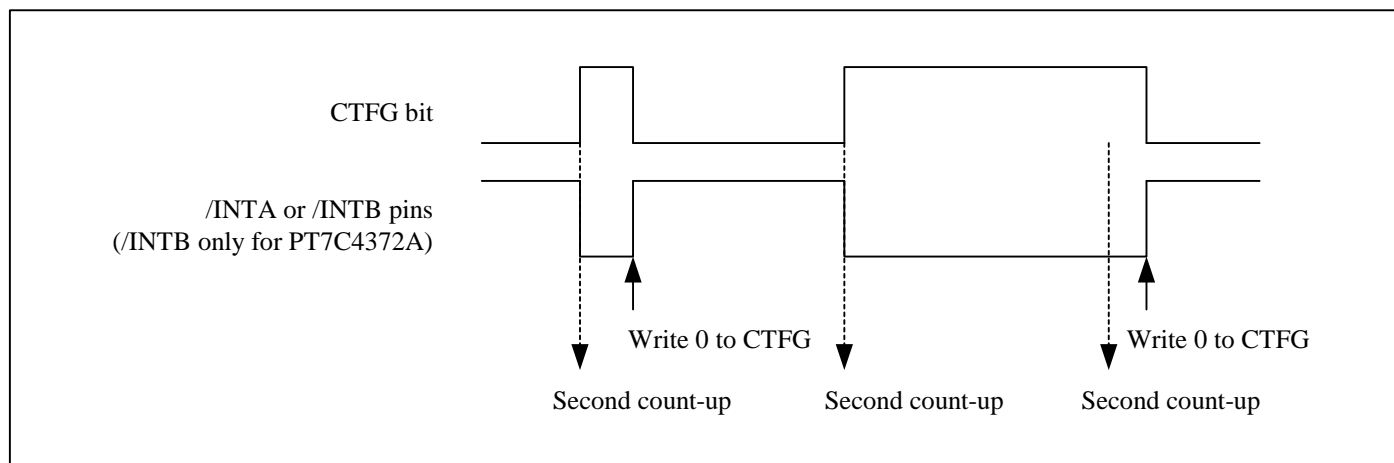 CTFG bit
/INTA or /INTB pins
(/INTB only for PT7C4372A)
Write 0 to CTFG
Write 0 to CTFG
Second count-up
Second count-up
Second count-up